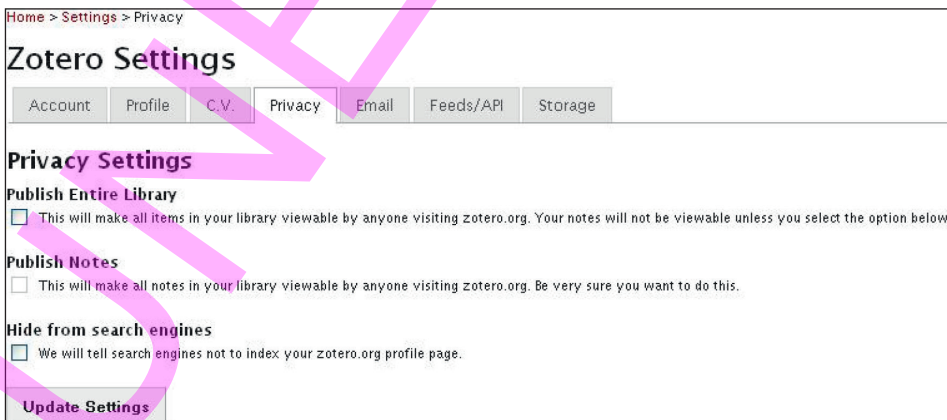 Home > Settings > Privacy
Zotero Settings
Account Profile C.V. Privacy Email Feeds/API Storage
Privacy Settings
Publish Entire Library
This will make all items in your library viewable by anyone visiting zotero.org. Your notes will not be viewable unless you select the option below
Publish Notes
This will make all notes in your library viewable by anyone visiting zotero.org. Be very sure you want to do this.
Hide from search engines
We will tell search engines not to index your zotero.org profile page.
Update Settings